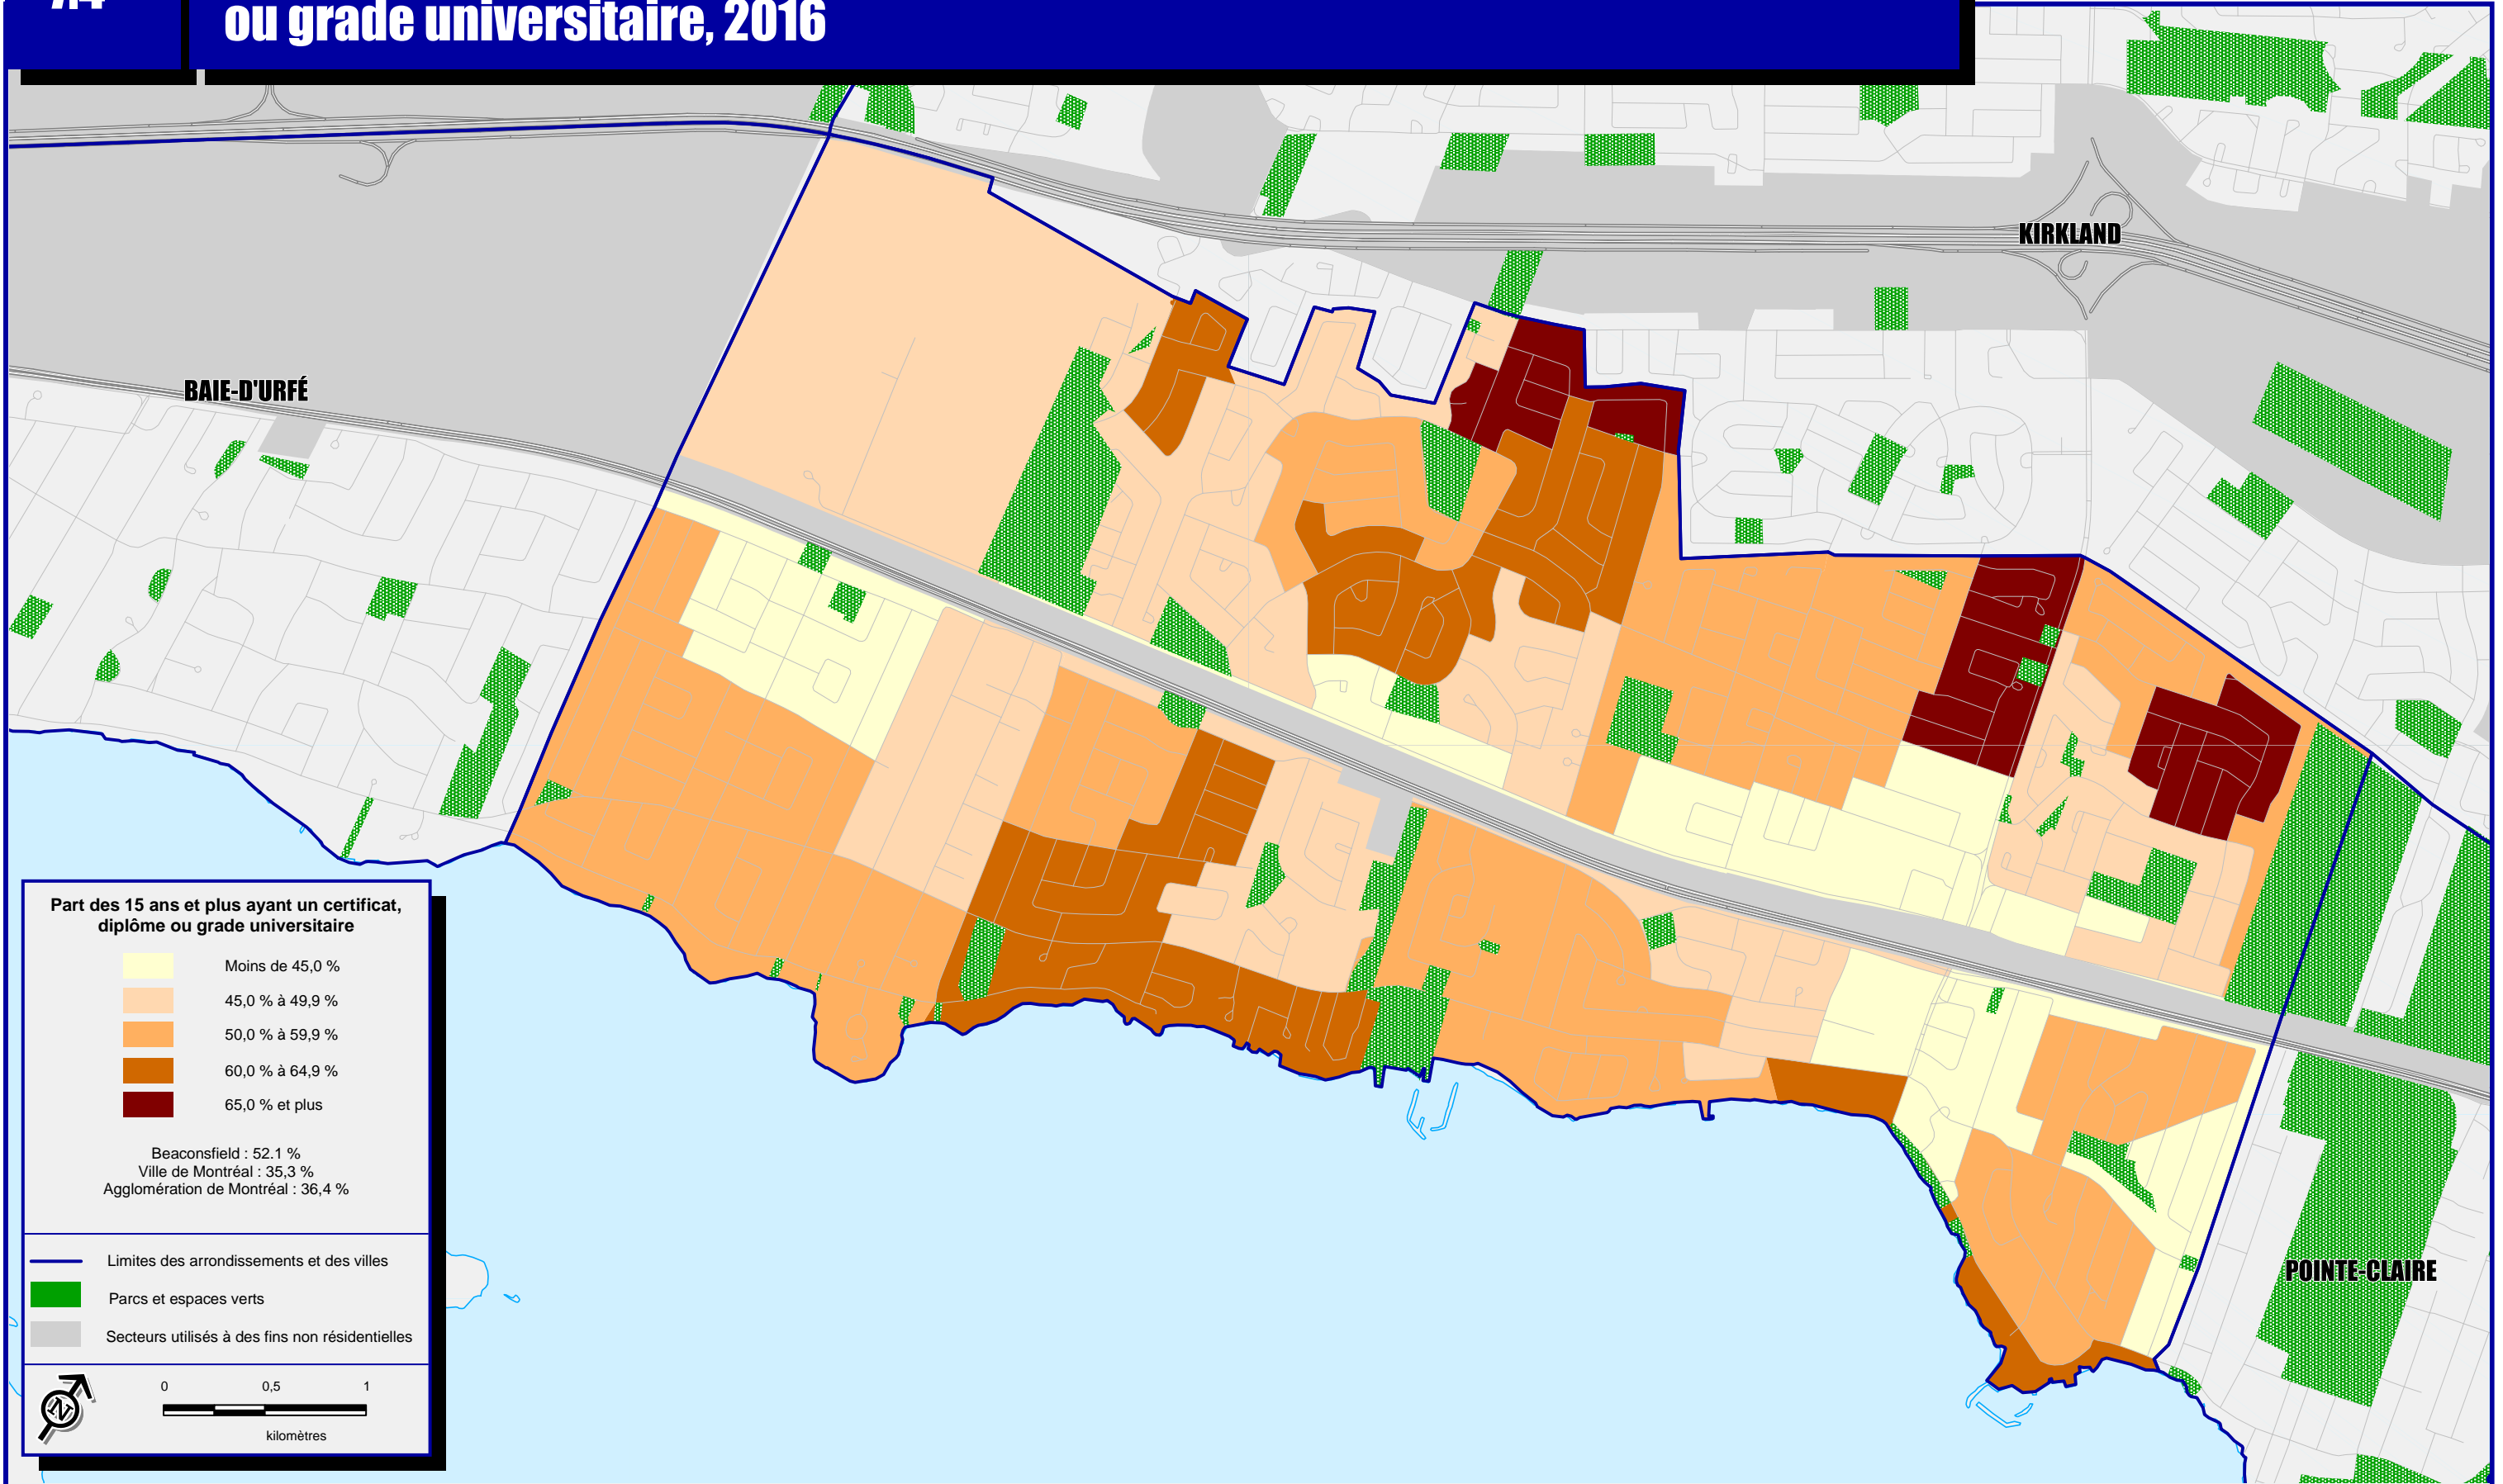 ou grade universitaire, 2016
KIRKLAND
BAIE-D'URFÉ
Part des 15 ans et plus ayant un certificat,
diplôme ou grade universitaire
Moins de 45,0 %
45,0 % à 49,9 %
50,0 % à 59,9 %
60,0 % à 64,9 %
65,0 % et plus
Beaconsfield : 52.1 %
Ville de Montréal : 35,3 %
Agglomération de Montréal : 36,4 %
Limites des arrondissements et des villes
Parcs et espaces verts
Secteurs utilisés à des fins non résidentielles
POINTE-CLAIRE
N
0 0,5 1
kilomètres